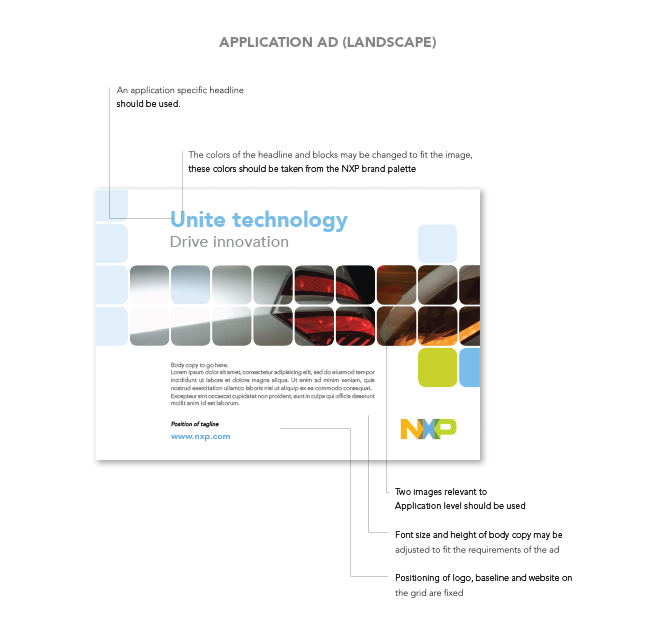 APPLICATION AD (LANDSCAPE)
An application specific headline
should be used.
The colors of the headline and blocks may be changed to fit the image,
these colors should be taken from the NXP brand palette
Unite technology
Drive innovation
Body copy to go here.
Lorem ipsum dolor sit amet, consectetur adipisicing elit, sed do eiusmod tempor
incididunt ut labore et dolore magna aliqua. Ut enim ad minim veniam, quis
nostrud exercitation ullamco laboris nisi ut aliquip ex ea commodo consequat.
Excepteur sint occaecat cupidatat non proident, sunt in culpa qui officia deserunt
mollit anim id est laborum.
Position of tagline
www.nxp.com
NXP
Two images relevant to
Application level should be used
Font size and height of body copy may be
adjusted to fit the requirements of the ad
Positioning of logo, baseline and website on
the grid are fixed